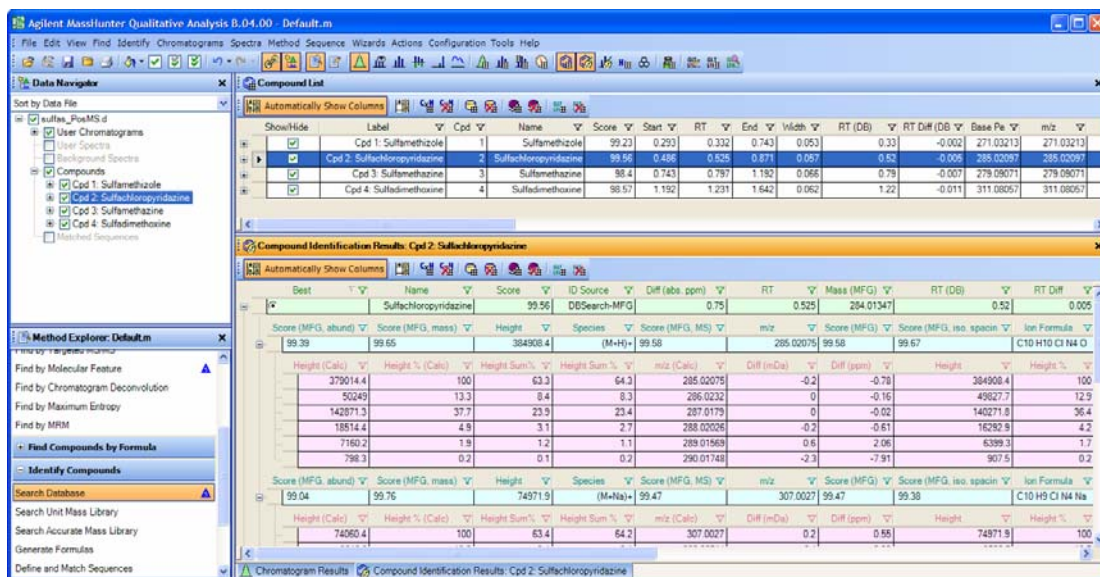 Agilent MassHunter Qualitative Analysis B.04.00 - Default.m
File Edit View Find Identify Chromatograms Spectra Method Sequence Wizards Actions Configuration Tools Help
Data Navigator
Sort by Data File
sulfas_PosMS.d
User Chromatograms
User Spectra
Background Spectra
Compounds
Cpd 1: Sulfamethizole
Cpd 2: Sulfachloropyridazine
Cpd 3: Sulfamethazine
Cpd 4: Sulfadimethoxine
Matched Sequences
Method Explorer: Default.m
Find by Targeted MS/MS
Find by Molecular Feature
Find by Chromatogram Deconvolution
Find by Maximum Entropy
Find by MRM
Find Compounds by Formula
Identify Compounds
Search Database
Search Unit Mass Library
Search Accurate Mass Library
Generate Formulas
Define and Match Sequences
Compound List
Automatically Show Columns
Show/Hide Label Cpd Name Score Start RT End Width RT (DB) RT Diff (DB Base Pe m/z
Cpd 1: Sulfamethizole 1 Sulfamethizole 99.23 0.293 0.332 0.743 0.053 0.33 -0.002 271.03213 271.03213
Cpd 2: Sulfachloropyridazine 2 Sulfachloropyridazine 99.56 0.486 0.525 0.871 0.057 0.52 -0.005 285.02097 285.02097
Cpd 3: Sulfamethazine 3 Sulfamethazine 98.4 0.743 0.797 1.192 0.066 0.79 -0.007 279.09071 279.09071
Cpd 4: Sulfadimethoxine 4 Sulfadimethoxine 98.57 1.192 1.231 1.642 0.062 1.22 -0.011 311.08057 311.08057
Compound Identification Results: Cpd 2: Sulfachloropyridazine
Automatically Show Columns
Best Name Score ID Source Diff (abs. ppm) RT Mass (MFG) RT (DB) RT Diff
Sulfachloropyridazine 99.56 DBSearch-MFG 0.75 0.525 284.01347 0.52 0.005
Score (MFG, abund) Score (MFG, mass) Height Species Score (MFG, MS) m/z Score (MFG) Score (MFG, iso. spacin Ion Formula
99.39 99.65 384908.4 (M+H)+ 99.58 285.02075 99.58 99.67 C10 H10 Cl N4 O
Height (Calc) Height % (Calc) Height Sum% Height Sum % m/z (Calc) Diff (mDa) Diff (ppm) Height Height %
379014.4 100 63.3 64.3 285.02075 -0.2 -0.78 384908.4 100
50249 13.3 8.4 8.3 286.0232 0 -0.16 49827.7 12.9
142871.3 37.7 23.9 23.4 287.0179 0 -0.02 140271.8 36.4
18514.4 4.9 3.1 2.7 288.02026 -0.2 -0.61 16292.9 4.2
7160.2 1.9 1.2 1.1 289.01569 0.6 2.06 6399.3 1.7
798.3 0.2 0.1 0.2 290.01748 -2.3 -7.91 907.5 0.2
Score (MFG, abund) Score (MFG, mass) Height Species Score (MFG, MS) m/z Score (MFG) Score (MFG, iso. spacin Ion Formula
99.04 99.76 74971.9 (M+Na)+ 99.47 307.0027 99.47 99.38 C10 H9 Cl N4 Na
Height (Calc) Height % (Calc) Height Sum% Height Sum % m/z (Calc) Diff (mDa) Diff (ppm) Height Height %
74060.4 100 63.4 64.2 307.0027 0.2 0.55 74971.9 100
Chromatogram Results Compound Identification Results: Cpd 2: Sulfachloropyridazine